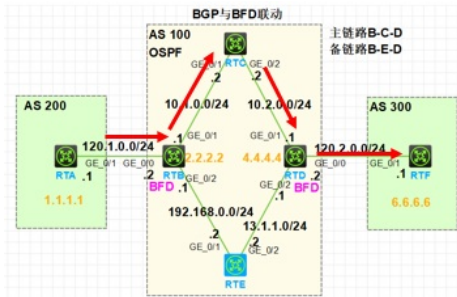 BGP与BFD联动
AS 100
OSPF
主链路B-C-D
备链路B-E-D
GE_0/1
RTC
GE_0/2
.2
.2
AS 200
10.1.0.0/24
10.2.0.0/24
AS 300
120.1.0.0/24
.1
GE_0/1
GE_0/1
.1
120.2.0.0/24
RTA
GE_0/1
GE_0/0
RTB
2.2.2.2
4.4.4.4
RTD
GE_0/0
GE_0/1
RTF
.1
.2
BFD
GE_0/2
.1
GE_0/2
.1
BFD
.2
.1
1.1.1.1
6.6.6.6
192.168.0.0/24
13.1.1.0/24
.2
GE_0/1
.2
GE_0/2
RTE